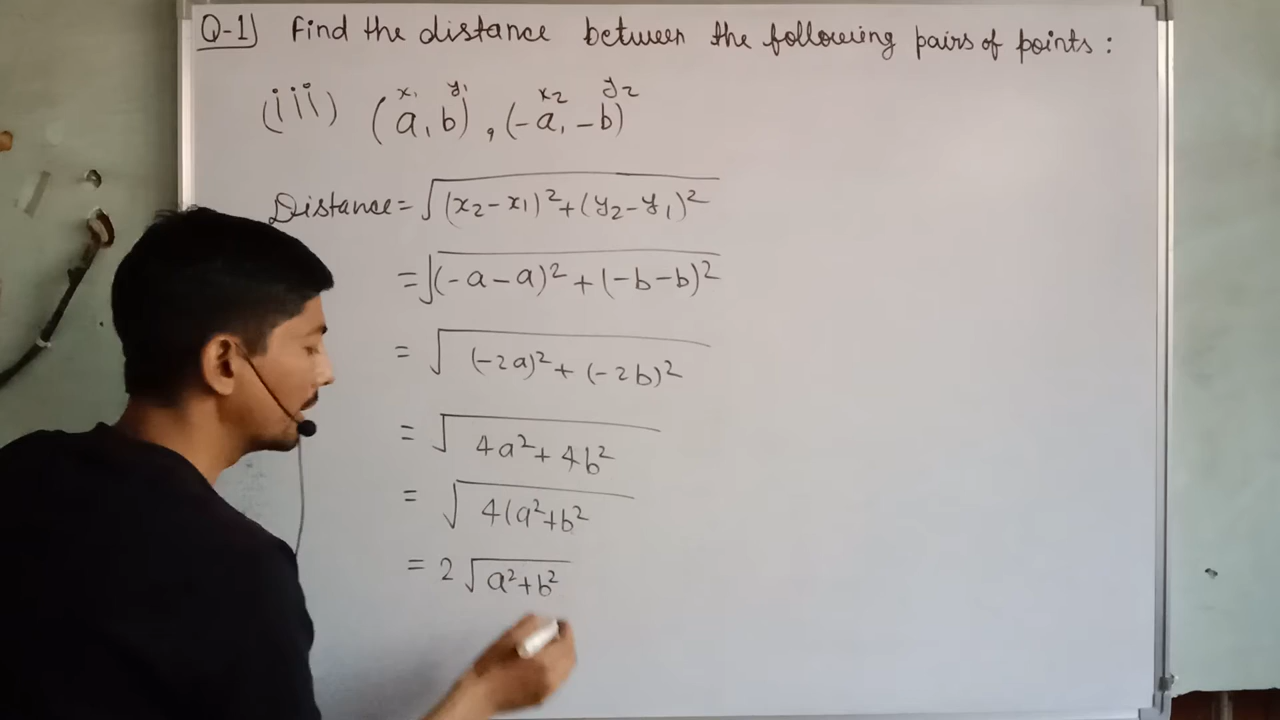 Q-1) Find the distance between the following pairs of points :
x₁ y₁ x₂ y₂
(iii) (a, b), (-a, -b)
Distance = √(x₂ - x₁)² + (y₂ - y₁)²
= √(-a - a)² + (-b - b)²
= √(-2a)² + (-2b)²
= √4a² + 4b²
= √4(a² + b²
= 2√a² + b²